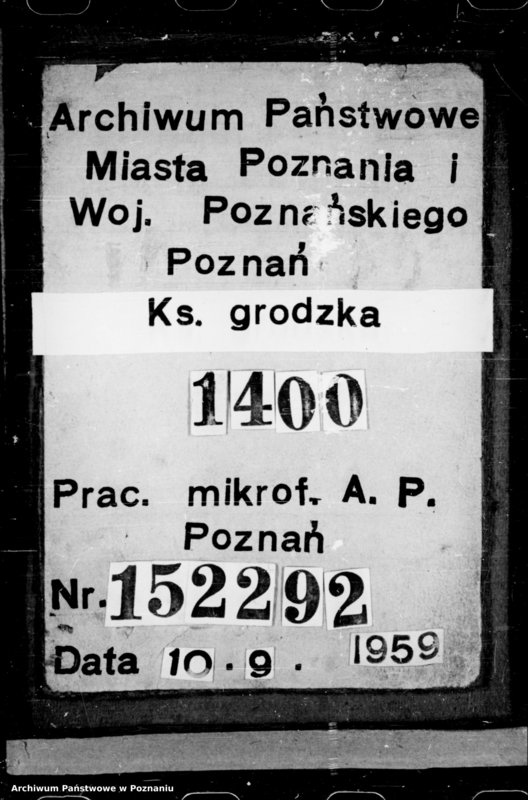 Archiwum Państwowe
Miasta Poznania i
Woj. Poznańskiego
Poznań
Ks. grodzka
1400
Prac. mikrof. A. P.
Poznań
Nr. 152292
Data 10.9. 1959
Archiwum Państwowe w Poznaniu